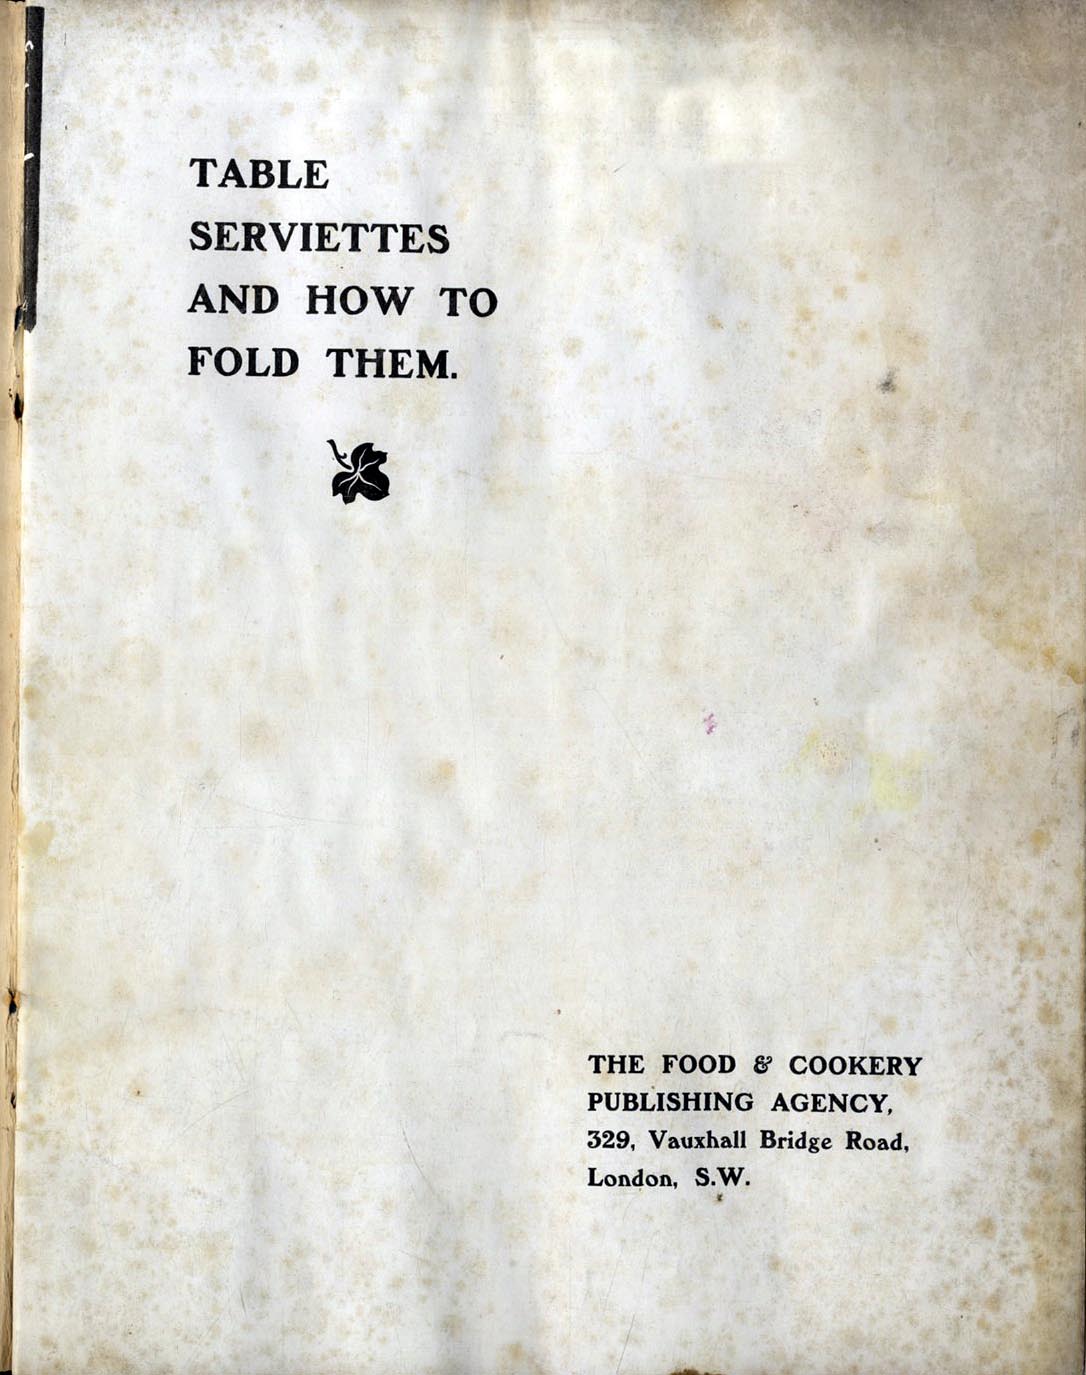 TABLE
SERVIETTES
AND HOW TO
FOLD THEM.
THE FOOD & COOKERY
PUBLISHING AGENCY,
329, Vauxhall Bridge Road,
London, S.W.